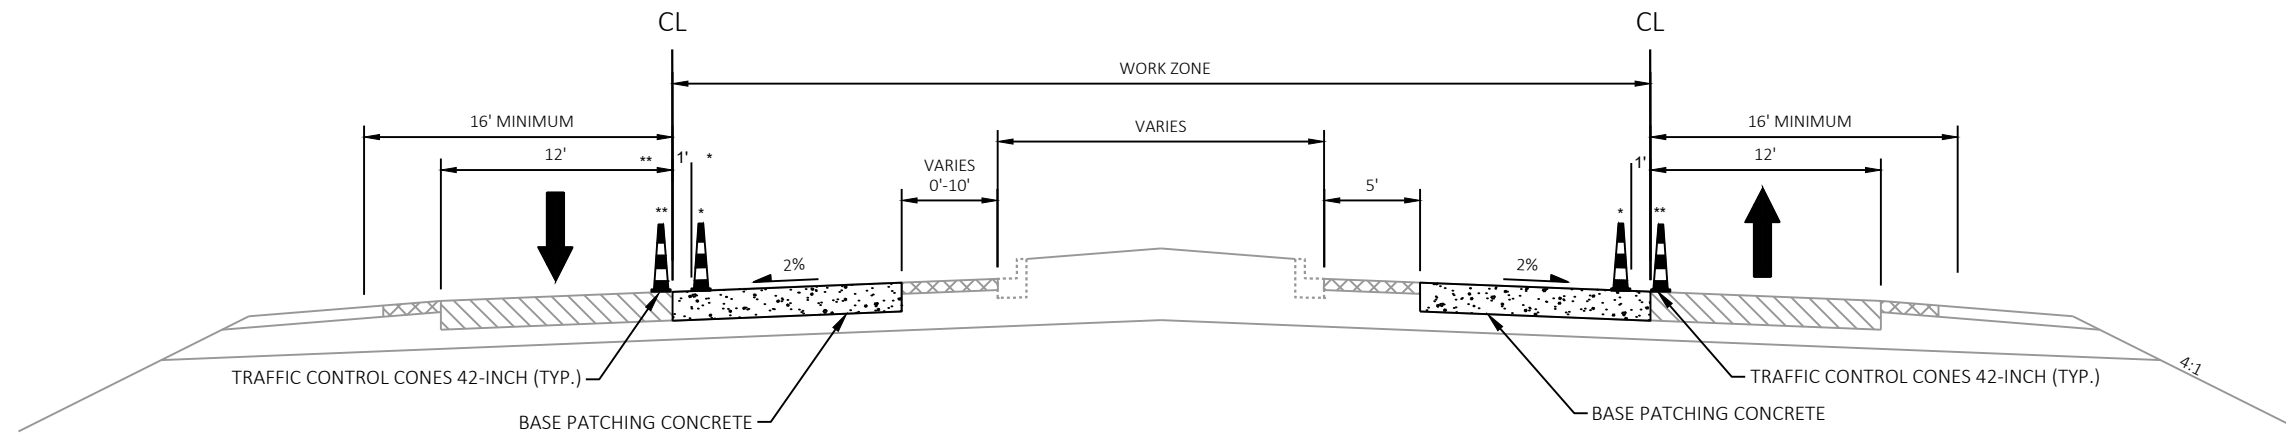 CL
CL
WORK ZONE
16' MINIMUM
VARIES
16' MINIMUM
12'
**
1'
*
VARIES
0'-10'
5'
1'
12'
**
*
*
**
2%
2%
4:1
TRAFFIC CONTROL CONES 42-INCH (TYP.)
TRAFFIC CONTROL CONES 42-INCH (TYP.)
BASE PATCHING CONCRETE
BASE PATCHING CONCRETE